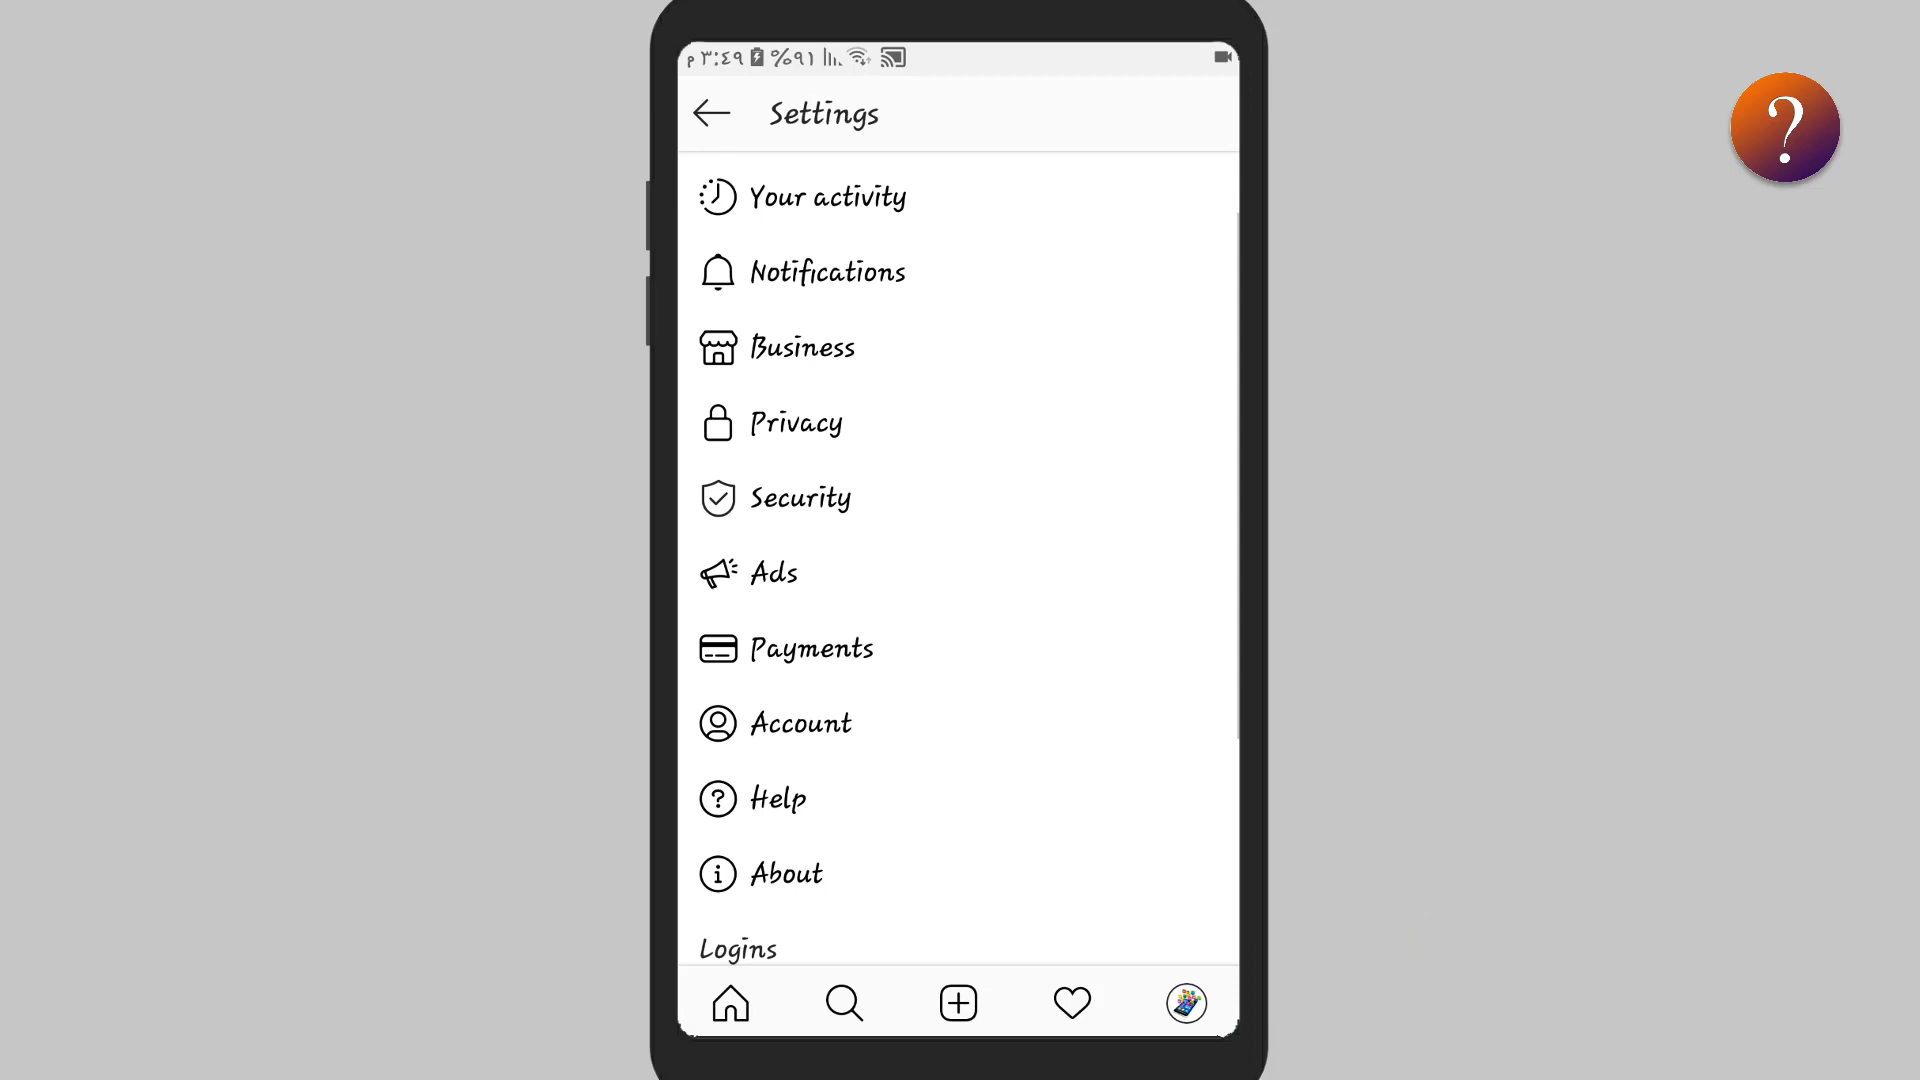 م ٣:٤٩ %٩١
Settings
?
Your activity
Notifications
Business
Privacy
Security
Ads
Payments
Account
Help
About
Logins